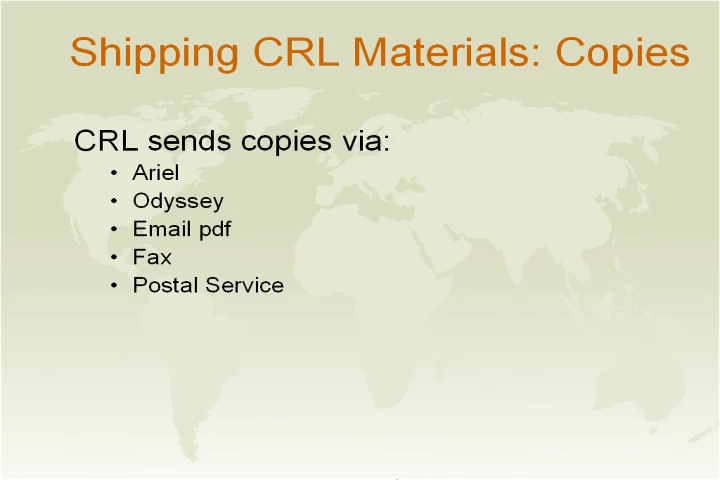 Shipping CRL Materials: Copies
CRL sends copies via:
• Ariel
• Odyssey
• Email pdf
• Fax
• Postal Service